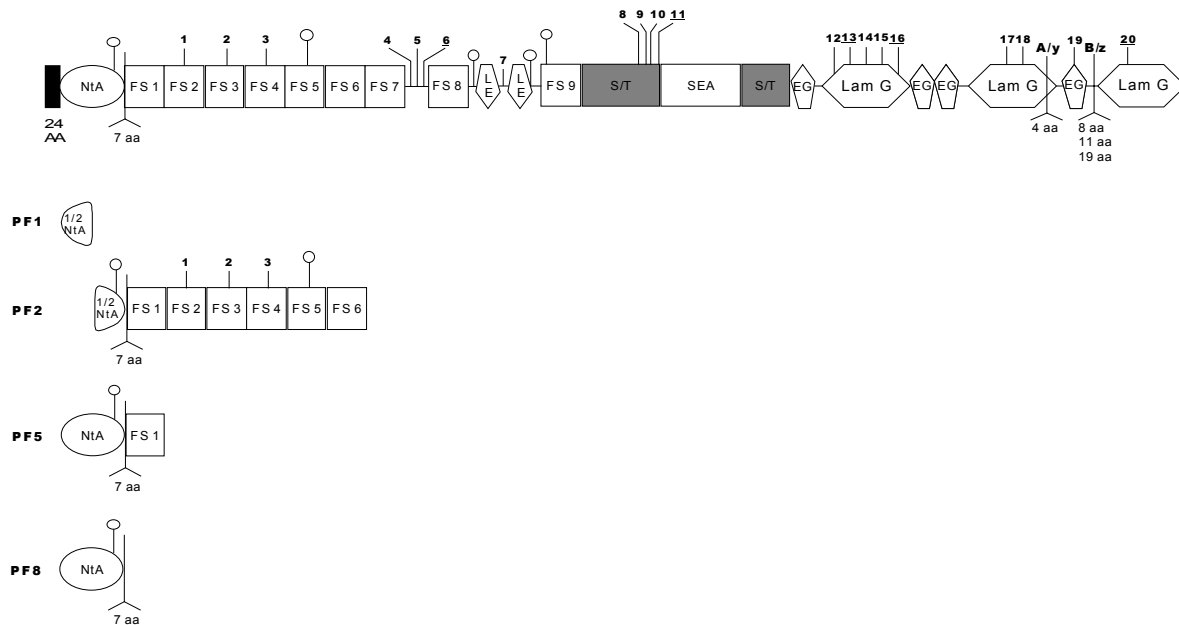 1 2 3 4 5 6 7 8 9 10 11 12 13 14 15 16 17 18 A/y 19 B/z 20
NtA FS 1 FS 2 FS 3 FS 4 FS 5 FS 6 FS 7 FS 8 LE LE FS 9 S/T SEA S/T EG Lam G EG EG Lam G EG Lam G
24 AA
7 aa 4 aa 8 aa
11 aa
19 aa
PF1 1/2 NtA
1 2 3
PF2 1/2 NtA FS 1 FS 2 FS 3 FS 4 FS 5 FS 6
7 aa
PF5 NtA FS 1
7 aa
PF8 NtA
7 aa